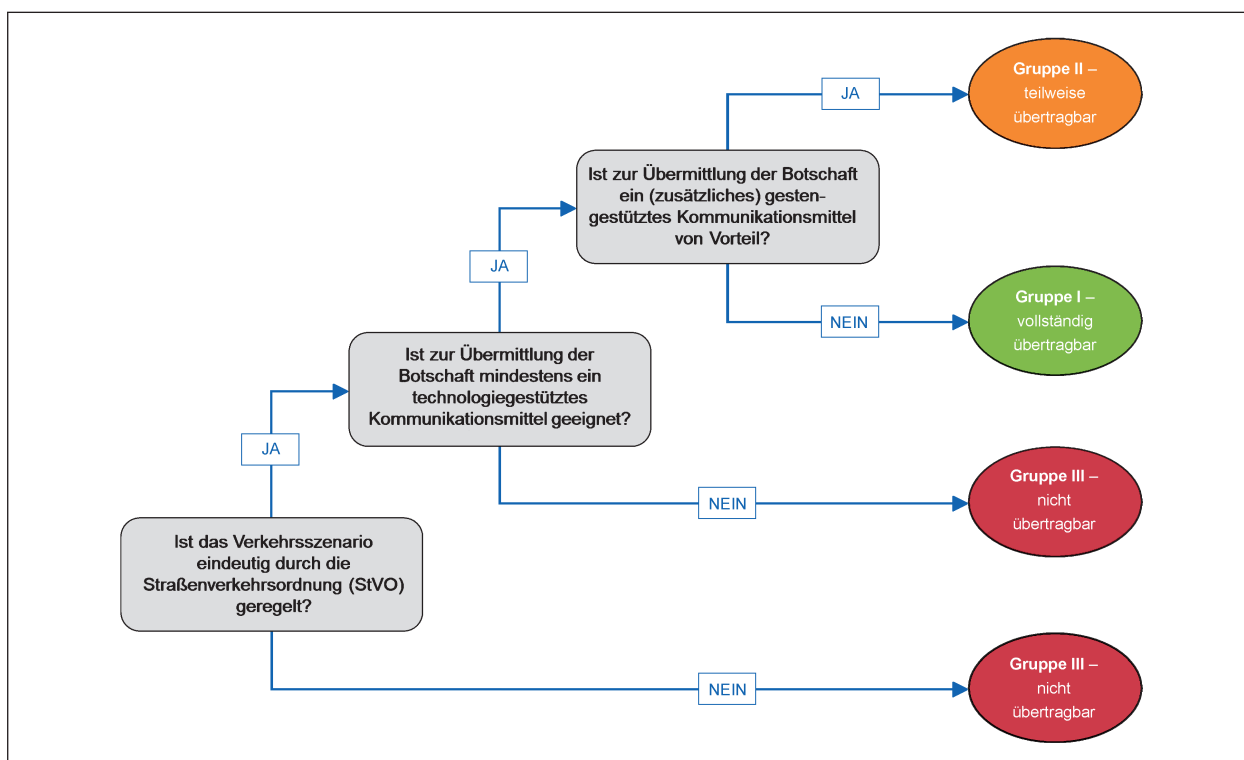 Gruppe II –
teilweise
übertragbar
JA
Ist zur Übermittlung der Botschaft
ein (zusätzliches) gesten-
gestütztes Kommunikationsmittel
von Vorteil?
JA
NEIN
Gruppe I –
vollständig
übertragbar
Ist zur Übermittlung der
Botschaft mindestens ein
technologiegestütztes
Kommunikationsmittel geeignet?
JA
NEIN
Gruppe III –
nicht
übertragbar
Ist das Verkehrsszenario
eindeutig durch die
Straßenverkehrsordnung (StVO)
geregelt?
NEIN
Gruppe III –
nicht
übertragbar